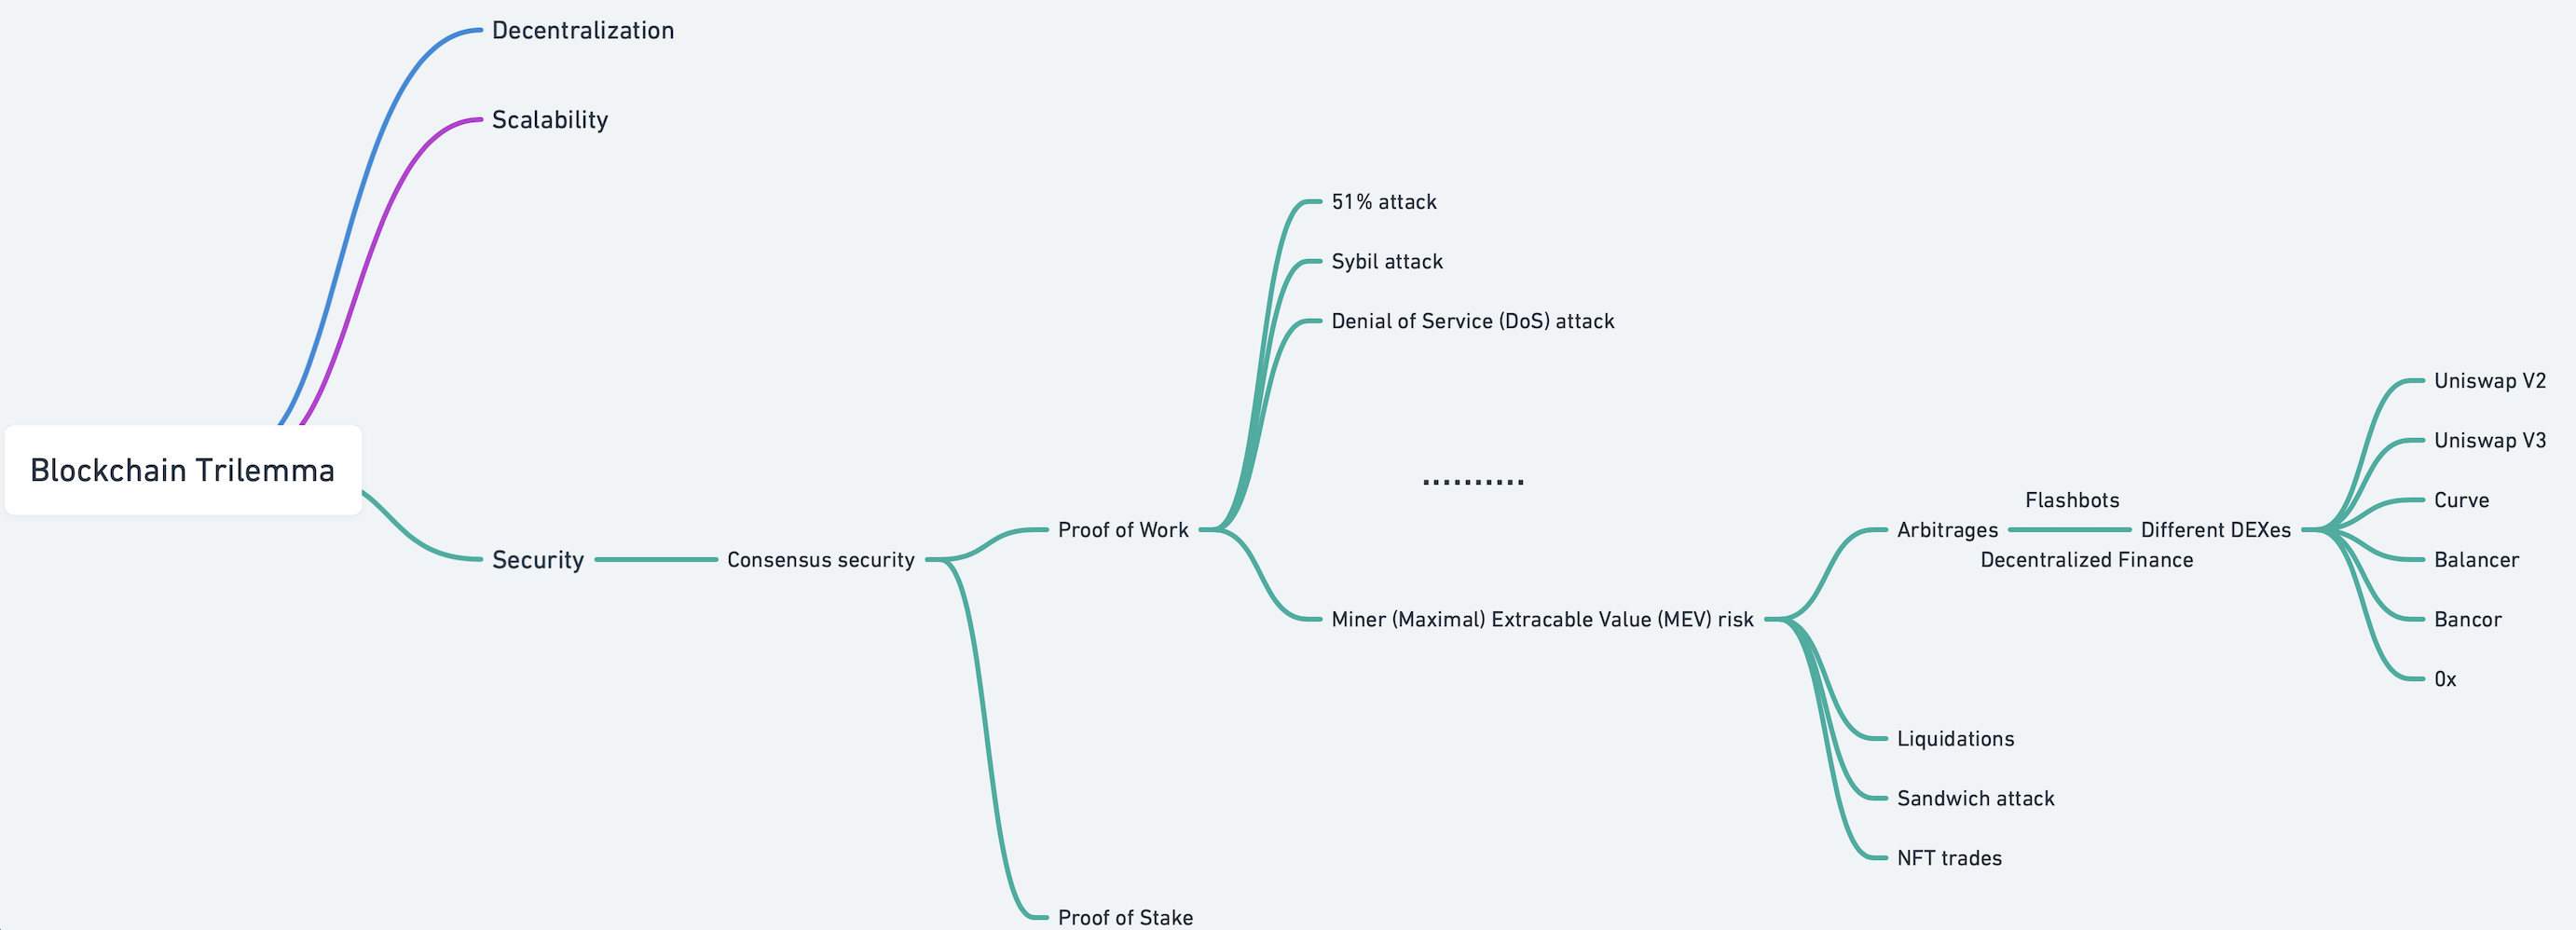 Decentralization
Scalability
51% attack
Sybil attack
Denial of Service (DoS) attack
Uniswap V2
Uniswap V3
Blockchain Trilemma
..........
Flashbots
Curve
Proof of Work
Arbitrages
Different DEXes
Security
Consensus security
Decentralized Finance
Balancer
Miner (Maximal) Extracable Value (MEV) risk
Bancor
0x
Liquidations
Sandwich attack
NFT trades
Proof of Stake